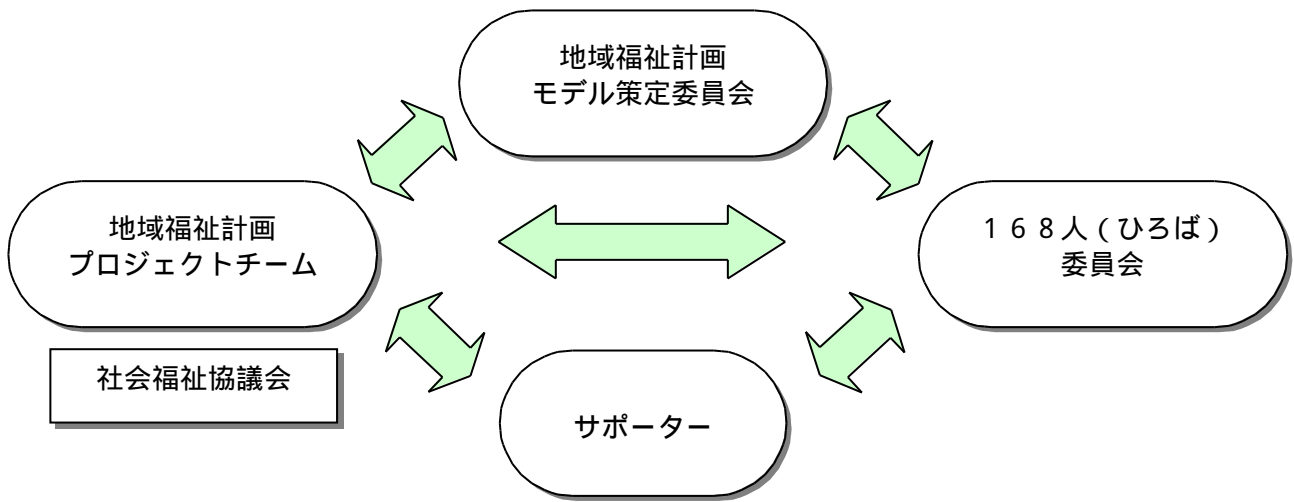 地域福祉計画
モデル策定委員会
地域福祉計画
プロジェクトチーム
１６８人（ひろば）
委員会
社会福祉協議会
サポーター